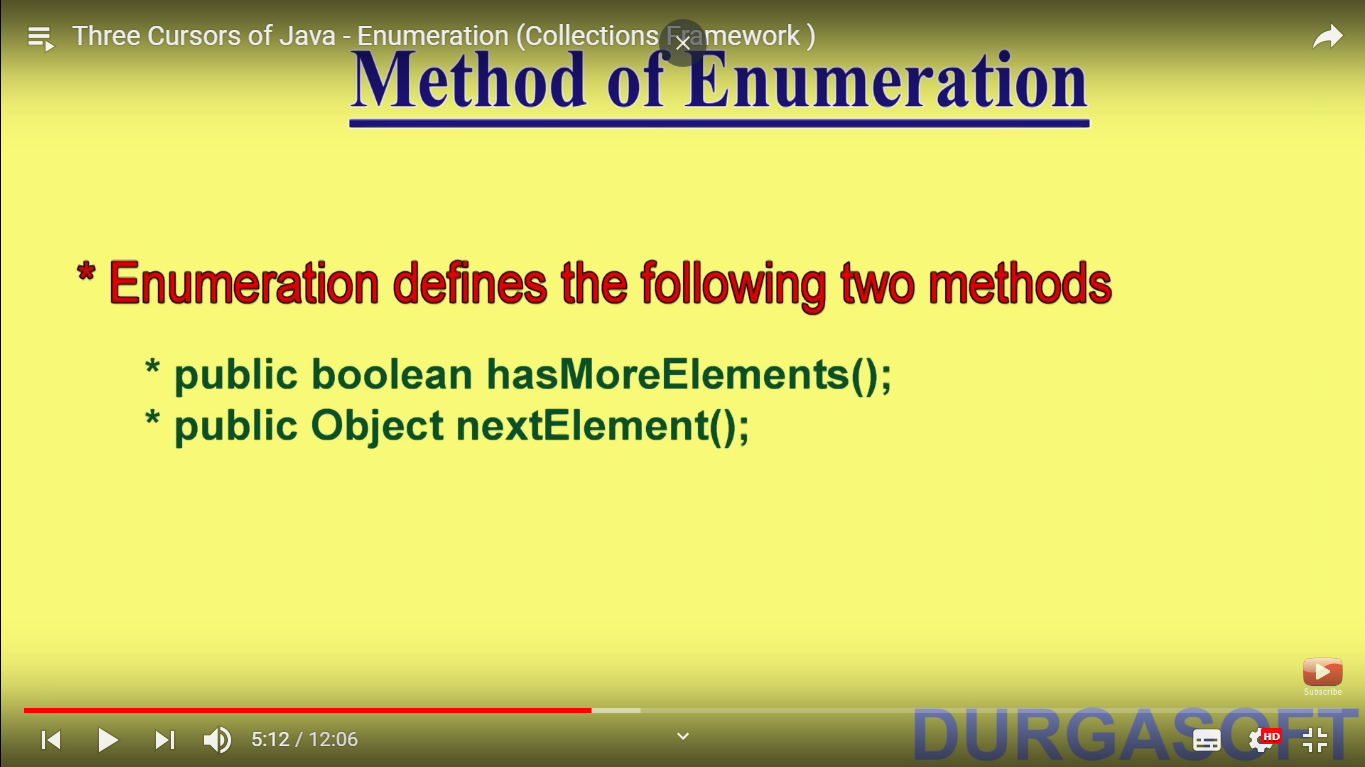 Three Cursors of Java - Enumeration (Collections Framework )
Method of Enumeration
* Enumeration defines the following two methods
* public boolean hasMoreElements();
* public Object nextElement();
Subscribe
5:12 / 12:06
DURGASOFT
HD